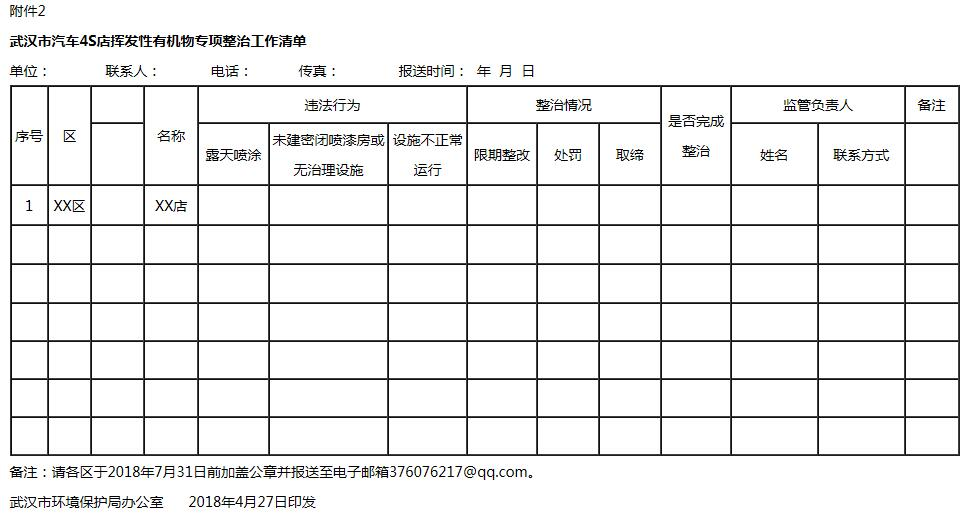 附件2
武汉市汽车4S店挥发性有机物专项整治工作清单
单位： 联系人： 电话： 传真： 报送时间： 年 月 日
序号 区 名称 违法行为 整治情况 是否完成整治 监管负责人 备注
露天喷涂 未建密闭喷漆房或无治理设施 设施不正常运行 限期整改 处罚 取缔 姓名 联系方式
1 XX区 XX店
备注：请各区于2018年7月31日前加盖公章并报送至电子邮箱376076217@qq.com。
武汉市环境保护局办公室 2018年4月27日印发